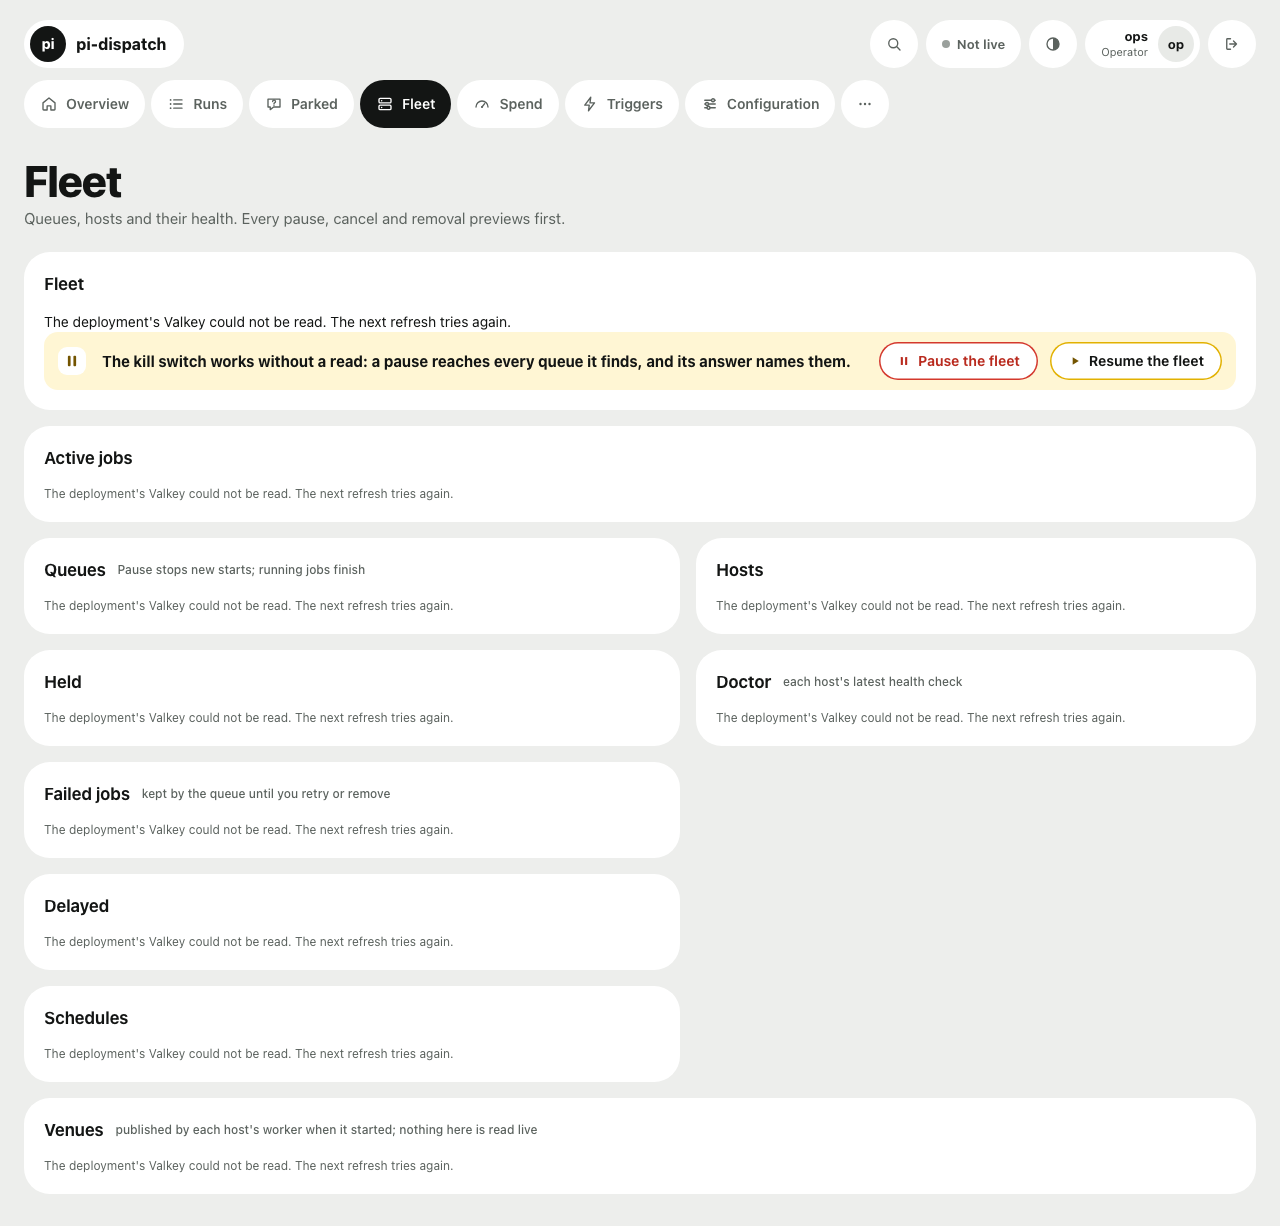 pi pi-dispatch
Not live
ops
Operator
op
Overview
Runs
Parked
Fleet
Spend
Triggers
Configuration
Fleet
Queues, hosts and their health. Every pause, cancel and removal previews first.
Fleet
The deployment's Valkey could not be read. The next refresh tries again.
The kill switch works without a read: a pause reaches every queue it finds, and its answer names them.
Pause the fleet
Resume the fleet
Active jobs
The deployment's Valkey could not be read. The next refresh tries again.
Queues Pause stops new starts; running jobs finish
The deployment's Valkey could not be read. The next refresh tries again.
Hosts
The deployment's Valkey could not be read. The next refresh tries again.
Held
The deployment's Valkey could not be read. The next refresh tries again.
Doctor each host's latest health check
The deployment's Valkey could not be read. The next refresh tries again.
Failed jobs kept by the queue until you retry or remove
The deployment's Valkey could not be read. The next refresh tries again.
Delayed
The deployment's Valkey could not be read. The next refresh tries again.
Schedules
The deployment's Valkey could not be read. The next refresh tries again.
Venues published by each host's worker when it started; nothing here is read live
The deployment's Valkey could not be read. The next refresh tries again.